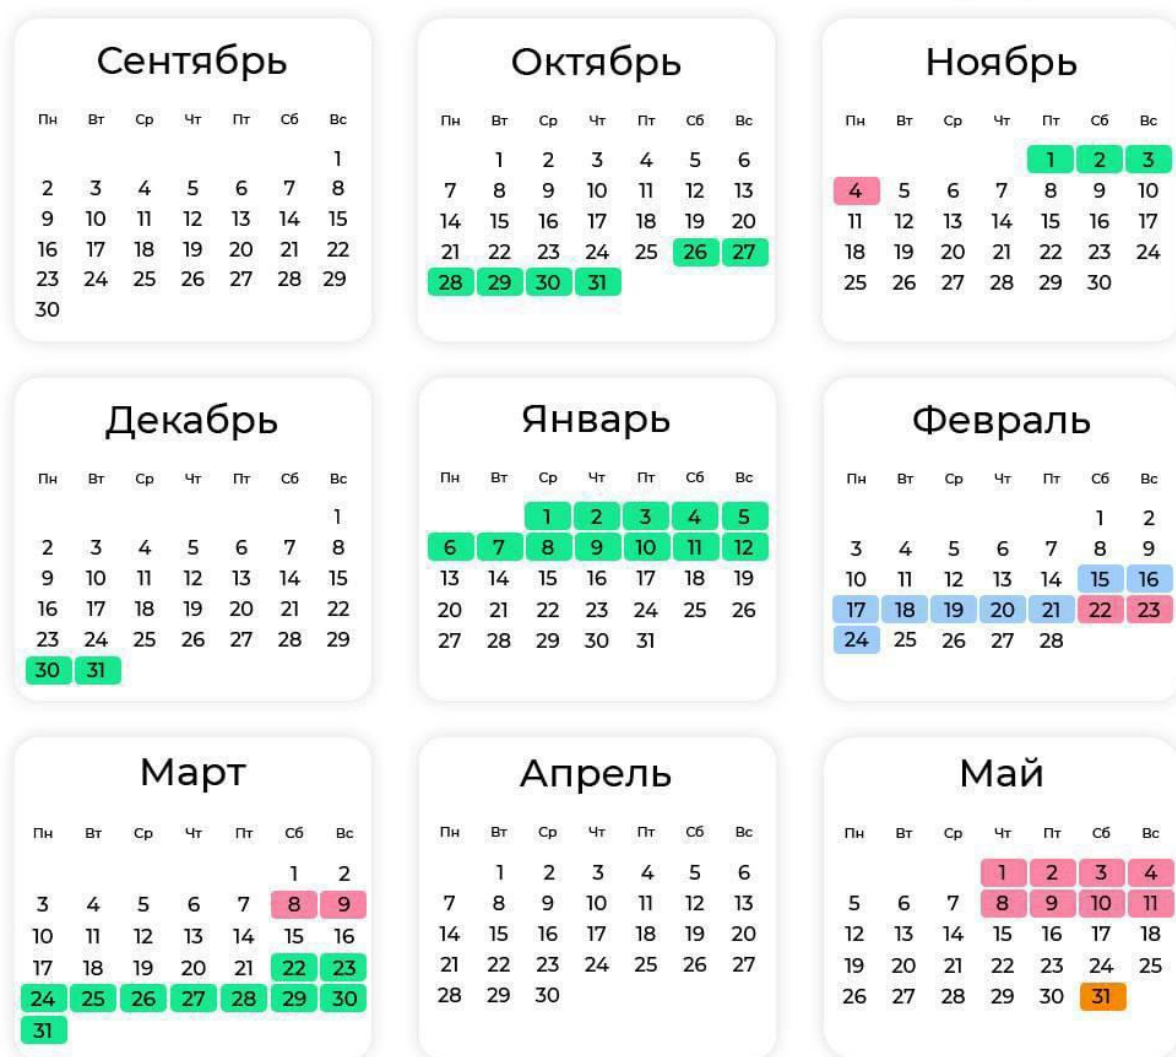 Сентябрь
Пн Вт Ср Чт Пт Сб Вс
1
2 3 4 5 6 7 8
9 10 11 12 13 14 15
16 17 18 19 20 21 22
23 24 25 26 27 28 29
30
Октябрь
Пн Вт Ср Чт Пт Сб Вс
1 2 3 4 5 6
7 8 9 10 11 12 13
14 15 16 17 18 19 20
21 22 23 24 25 26 27
28 29 30 31
Ноябрь
Пн Вт Ср Чт Пт Сб Вс
1 2 3
4 5 6 7 8 9 10
11 12 13 14 15 16 17
18 19 20 21 22 23 24
25 26 27 28 29 30
Декабрь
Пн Вт Ср Чт Пт Сб Вс
1
2 3 4 5 6 7 8
9 10 11 12 13 14 15
16 17 18 19 20 21 22
23 24 25 26 27 28 29
30 31
Январь
Пн Вт Ср Чт Пт Сб Вс
1 2 3 4 5
6 7 8 9 10 11 12
13 14 15 16 17 18 19
20 21 22 23 24 25 26
27 28 29 30 31
Февраль
Пн Вт Ср Чт Пт Сб Вс
1 2
3 4 5 6 7 8 9
10 11 12 13 14 15 16
17 18 19 20 21 22 23
24 25 26 27 28
Март
Пн Вт Ср Чт Пт Сб Вс
1 2
3 4 5 6 7 8 9
10 11 12 13 14 15 16
17 18 19 20 21 22 23
24 25 26 27 28 29 30
31
Апрель
Пн Вт Ср Чт Пт Сб Вс
1 2 3 4 5 6
7 8 9 10 11 12 13
14 15 16 17 18 19 20
21 22 23 24 25 26 27
28 29 30
Май
Пн Вт Ср Чт Пт Сб Вс
1 2 3 4
5 6 7 8 9 10 11
12 13 14 15 16 17 18
19 20 21 22 23 24 25
26 27 28 29 30 31